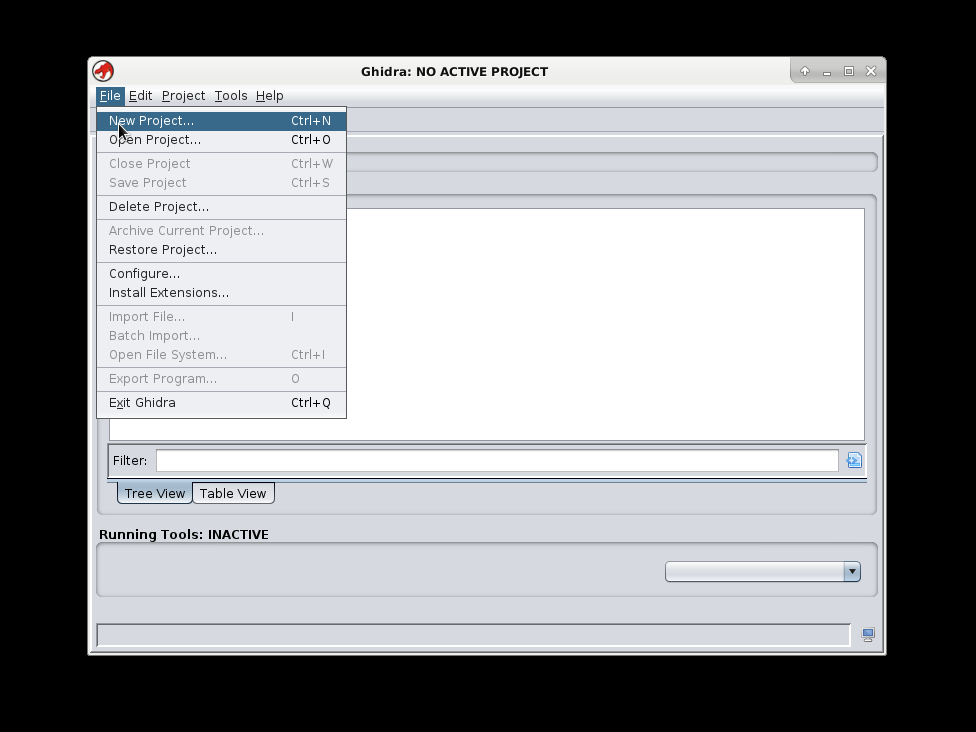 Ghidra: NO ACTIVE PROJECT
File Edit Project Tools Help
New Project... Ctrl+N
Open Project... Ctrl+O
Close Project Ctrl+W
Save Project Ctrl+S
Delete Project...
Archive Current Project...
Restore Project...
Configure...
Install Extensions...
Import File... I
Batch Import...
Open File System... Ctrl+I
Export Program... O
Exit Ghidra Ctrl+Q
Filter:
Tree View Table View
Running Tools: INACTIVE